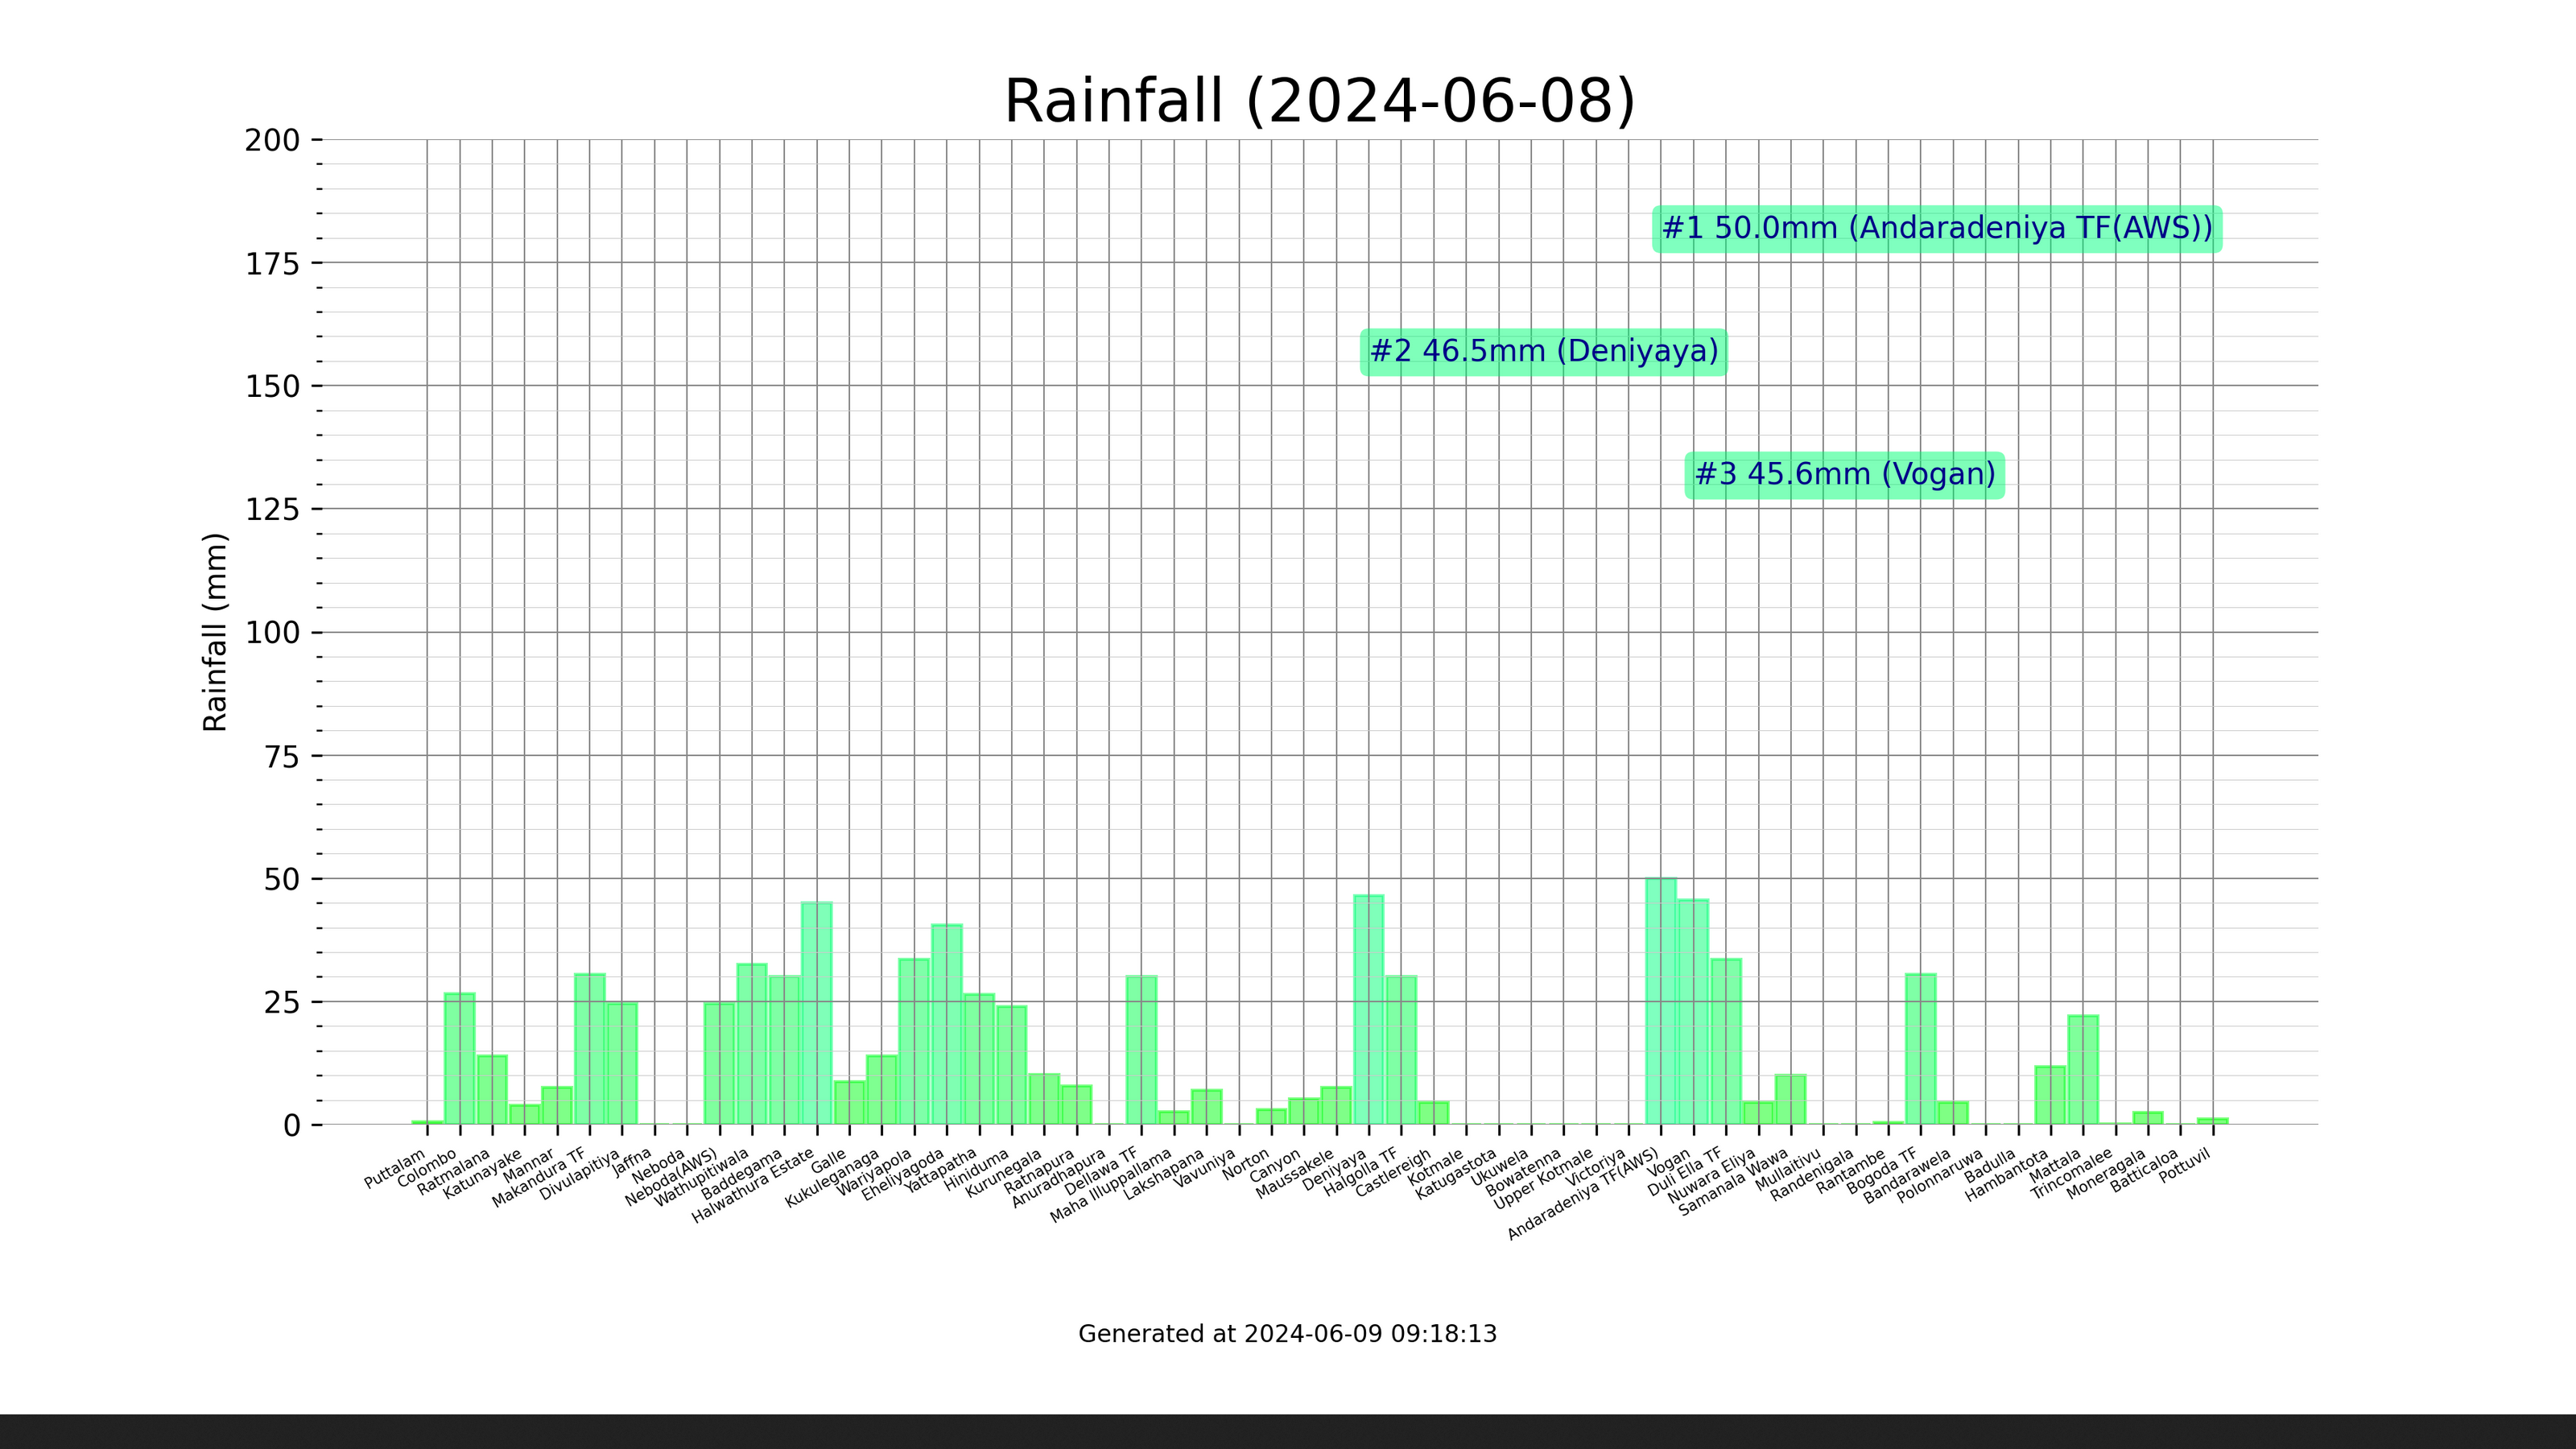 Rainfall (2024-06-08)
200
175
150
125
100
75
50
25
0
Rainfall (mm)
#1 50.0mm (Andaradeniya TF(AWS))
#2 46.5mm (Deniyaya)
#3 45.6mm (Vogan)
Puttalam
Colombo
Ratmalana
Katunayake
Mannar
Makandura TF
Divulapitiya
Jaffna
Neboda
Neboda(AWS)
Wathupitiwala
Baddegama
Halwathura Estate
Galle
Kukuleganaga
Wariyapola
Eheliyagoda
Yattapatha
Hiniduma
Kurunegala
Ratnapura
Anuradhapura
Dellawa TF
Maha Illuppallama
Lakshapana
Vavuniya
Norton
Canyon
Maussakele
Deniyaya
Halgolla TF
Castlereigh
Kotmale
Katugastota
Ukuwela
Bowatenna
Upper Kotmale
Victoriya
Andaradeniya TF(AWS)
Vogan
Duli Ella TF
Nuwara Eliya
Samanala Wawa
Mullaitivu
Randenigala
Rantambe
Bogoda TF
Bandarawela
Polonnaruwa
Badulla
Hambantota
Mattala
Trincomalee
Moneragala
Batticaloa
Pottuvil
Generated at 2024-06-09 09:18:13